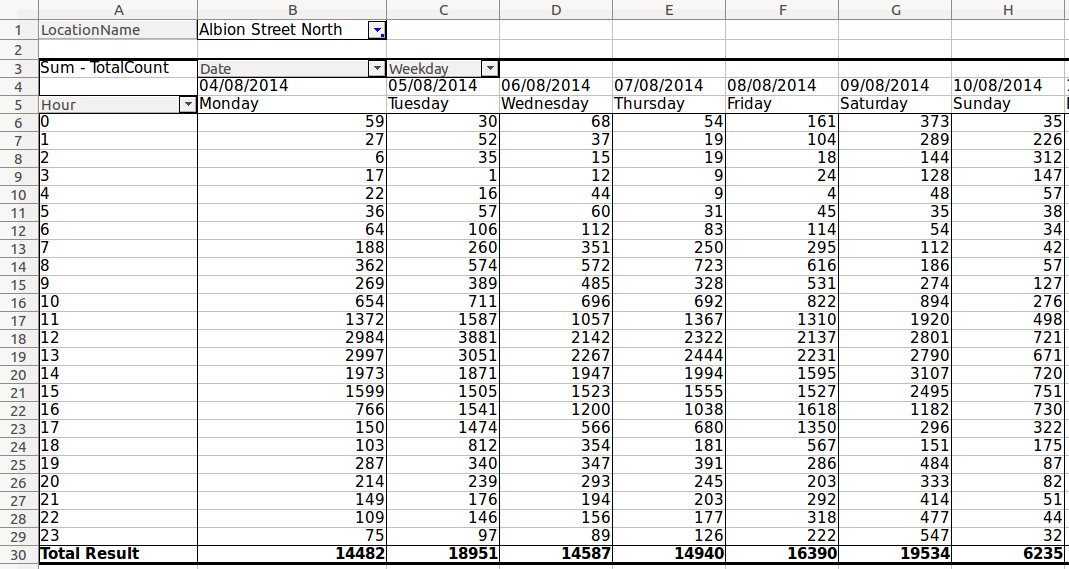 A B C D E F G H
1 LocationName Albion Street North
2
3 Sum - TotalCount Date Weekday
4 04/08/2014 05/08/2014 06/08/2014 07/08/2014 08/08/2014 09/08/2014 10/08/2014
5 Hour Monday Tuesday Wednesday Thursday Friday Saturday Sunday
6 0 59 30 68 54 161 373 35
7 1 27 52 37 19 104 289 226
8 2 6 35 15 19 18 144 312
9 3 17 1 12 9 24 128 147
10 4 22 16 44 9 4 48 57
11 5 36 57 60 31 45 35 38
12 6 64 106 112 83 114 54 34
13 7 188 260 351 250 295 112 42
14 8 362 574 572 723 616 186 57
15 9 269 389 485 328 531 274 127
16 10 654 711 696 692 822 894 276
17 11 1372 1587 1057 1367 1310 1920 498
18 12 2984 3881 2142 2322 2137 2801 721
19 13 2997 3051 2267 2444 2231 2790 671
20 14 1973 1871 1947 1994 1595 3107 720
21 15 1599 1505 1523 1555 1527 2495 751
22 16 766 1541 1200 1038 1618 1182 730
23 17 150 1474 566 680 1350 296 322
24 18 103 812 354 181 567 151 175
25 19 287 340 347 391 286 484 87
26 20 214 239 293 245 203 333 82
27 21 149 176 194 203 292 414 51
28 22 109 146 156 177 318 477 44
29 23 75 97 89 126 222 547 32
30 Total Result 14482 18951 14587 14940 16390 19534 6235